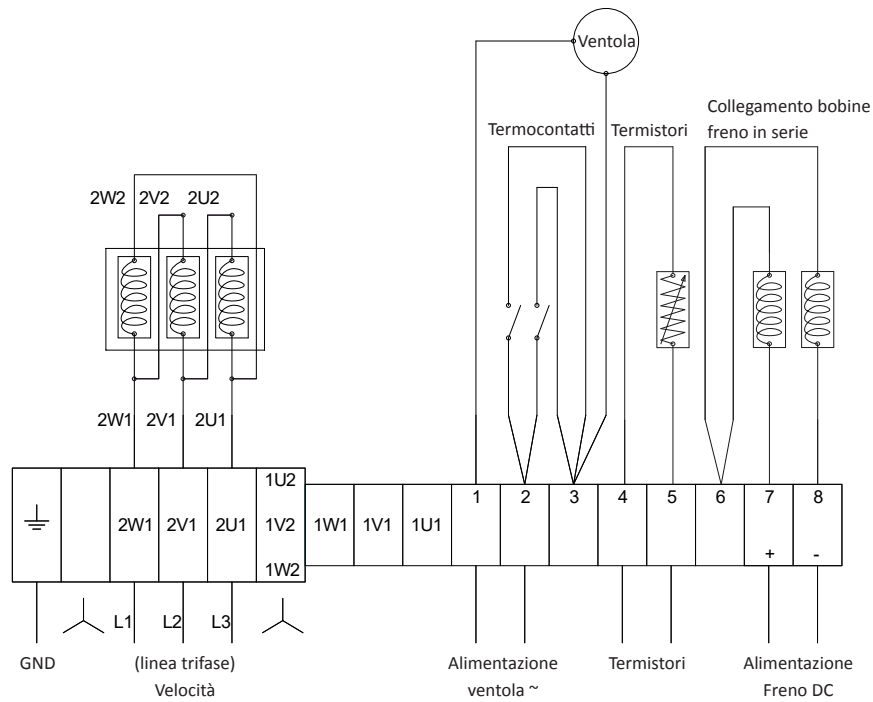 Ventola
Termocontatti
Termistori
Collegamento bobine
freno in serie
2W2
2V2
2U2
2W1
2V1
2U1
2W1
2V1
2U1
1U2
1V2
1W2
1W1
1V1
1U1
1
2
3
4
5
6
7
8
+
-
L1
L2
L3
GND
(linea trifase)
Velocità
Alimentazione
ventola ~
Termistori
Alimentazione
Freno DC